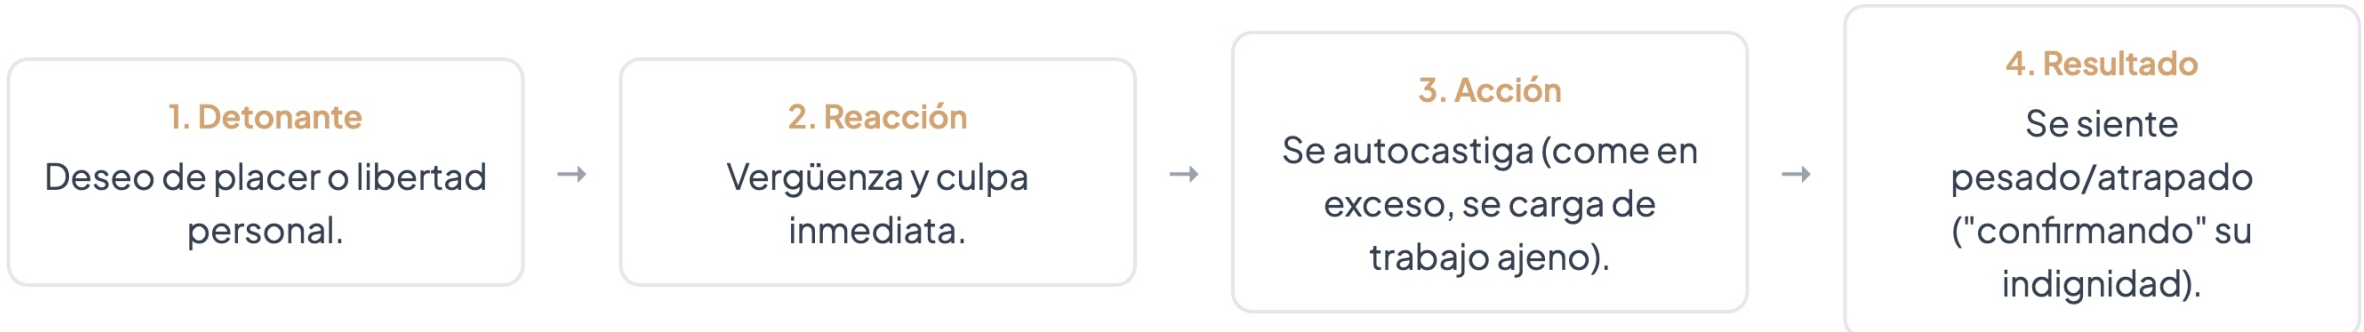 1. Detonante
Deseo de placer o libertad
personal.
→
2. Reacción
Vergüenza y culpa
inmediata.
→
3. Acción
Se autocastiga (come en
exceso, se carga de
trabajo ajeno).
→
4. Resultado
Se siente
pesado/atrapado
("confirmando" su
indignidad).